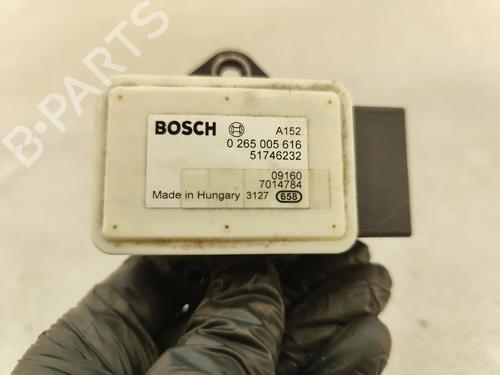 B-PARTS
BOSCH A152
0 265 005 616
51746232
09160
7014784
Made in Hungary 3127 658